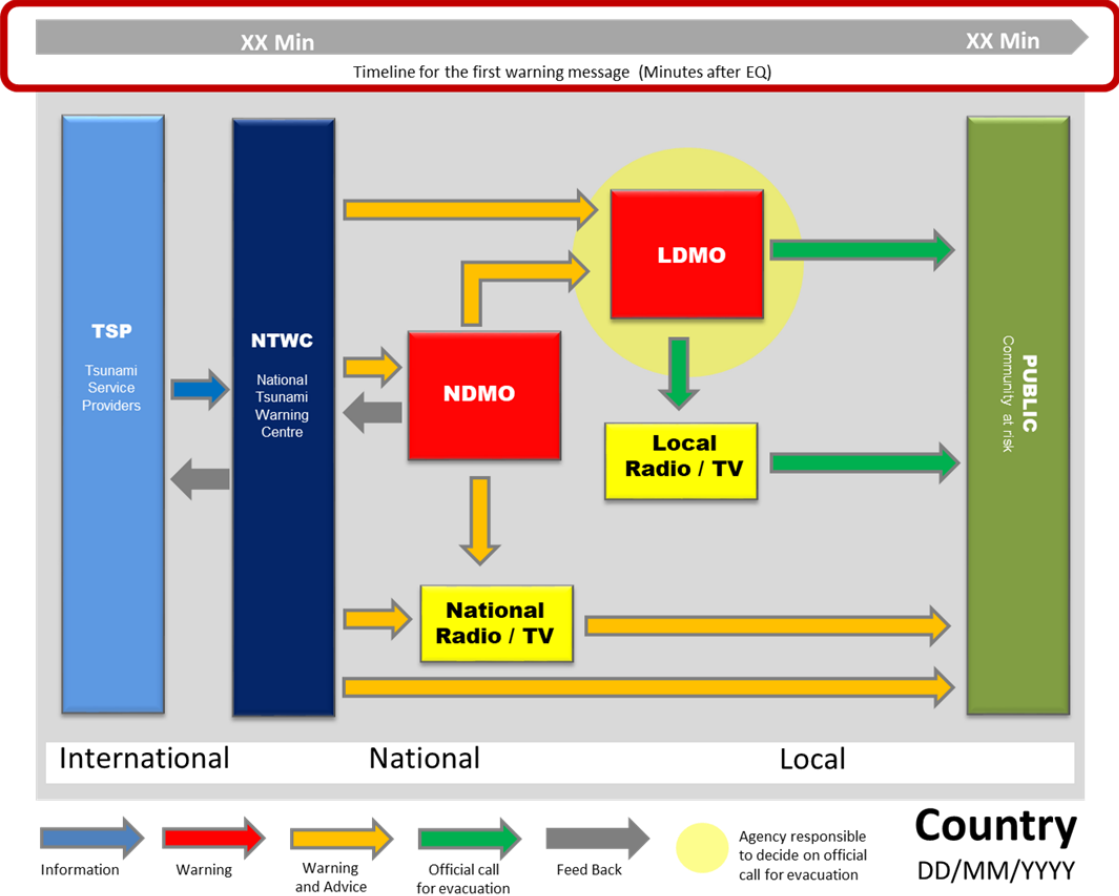 XX Min
XX Min
Timeline for the first warning message (Minutes after EQ)
TSP
Tsunami
Service
Providers
NTWC
National
Tsunami
Warning
Centre
NDMO
LDMO
Local
Radio / TV
National
Radio / TV
PUBLIC
Community at risk
International
National
Local
Information
Warning
Warning
and Advice
Official call
for evacuation
Feed Back
Agency responsible
to decide on official
call for evacuation
Country
DD/MM/YYYY